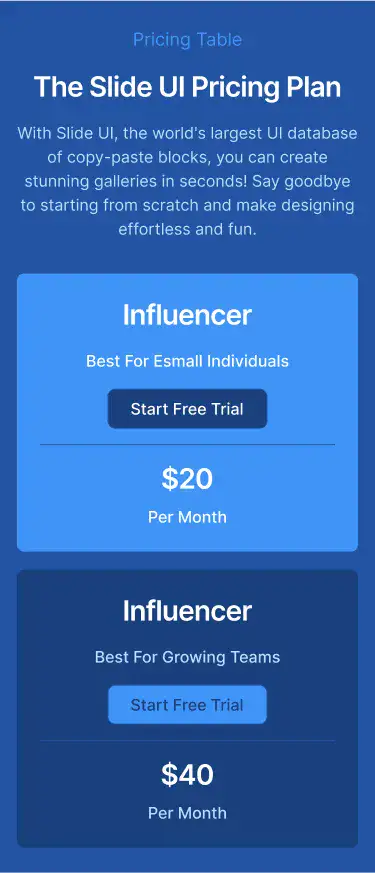 Pricing Table
The Slide UI Pricing Plan
With Slide UI, the world's largest UI database
of copy-paste blocks, you can create
stunning galleries in seconds! Say goodbye
to starting from scratch and make designing
effortless and fun.
Influencer
Best For Esmall Individuals
Start Free Trial
$20
Per Month
Influencer
Best For Growing Teams
Start Free Trial
$40
Per Month